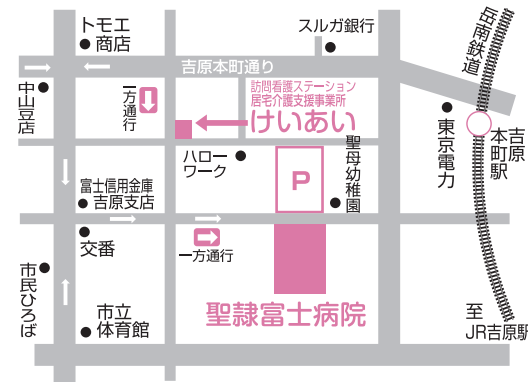 トモエ
商店
スルガ銀行
岳南鉄道
吉原本町通り
中山豆店
一方通行
訪問看護ステーション
居宅介護支援事業所
けいあい
東京電力
吉原
本町駅
ハロー
ワーク
P
聖母幼稚園
富士信用金庫
吉原支店
交番
一方通行
市民ひろば
市立
体育館
聖隷富士病院
至
JR吉原駅